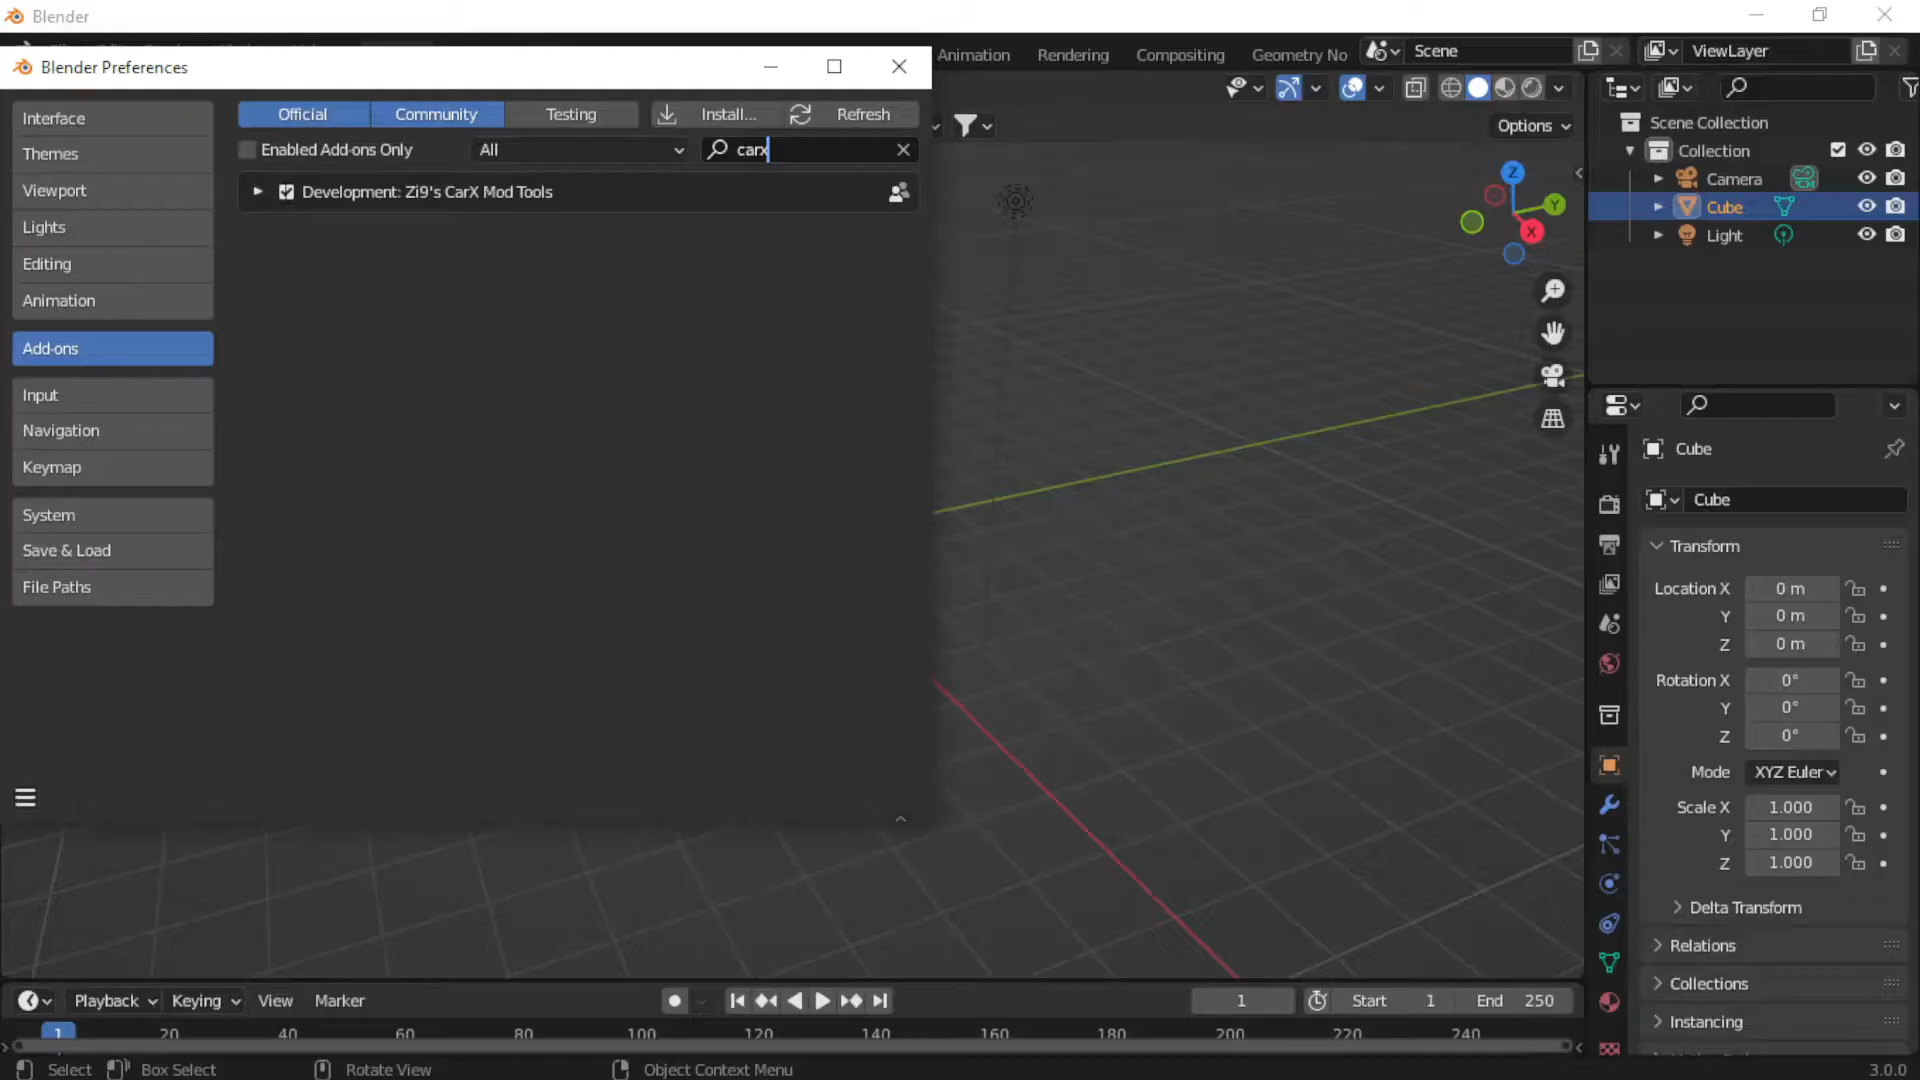 Blender
Blender Preferences
Animation
Rendering
Compositing
Geometry No
Scene
ViewLayer
Interface
Themes
Viewport
Lights
Editing
Animation
Add-ons
Input
Navigation
Keymap
System
Save & Load
File Paths
Official
Community
Testing
Install...
Refresh
Enabled Add-ons Only
All
carx
Development: Zi9's CarX Mod Tools
Options
Z
Y
X
Scene Collection
Collection
Camera
Cube
Light
Cube
Cube
Transform
Location X 0 m
Y 0 m
Z 0 m
Rotation X 0°
Y 0°
Z 0°
Mode XYZ Euler
Scale X 1.000
Y 1.000
Z 1.000
Delta Transform
Relations
Collections
Instancing
Playback
Keying
View
Marker
1
Start 1
End 250
1 20 40 60 80 100 120 140 160 180 200 220 240
Select
Box Select
Rotate View
Object Context Menu
3.0.0